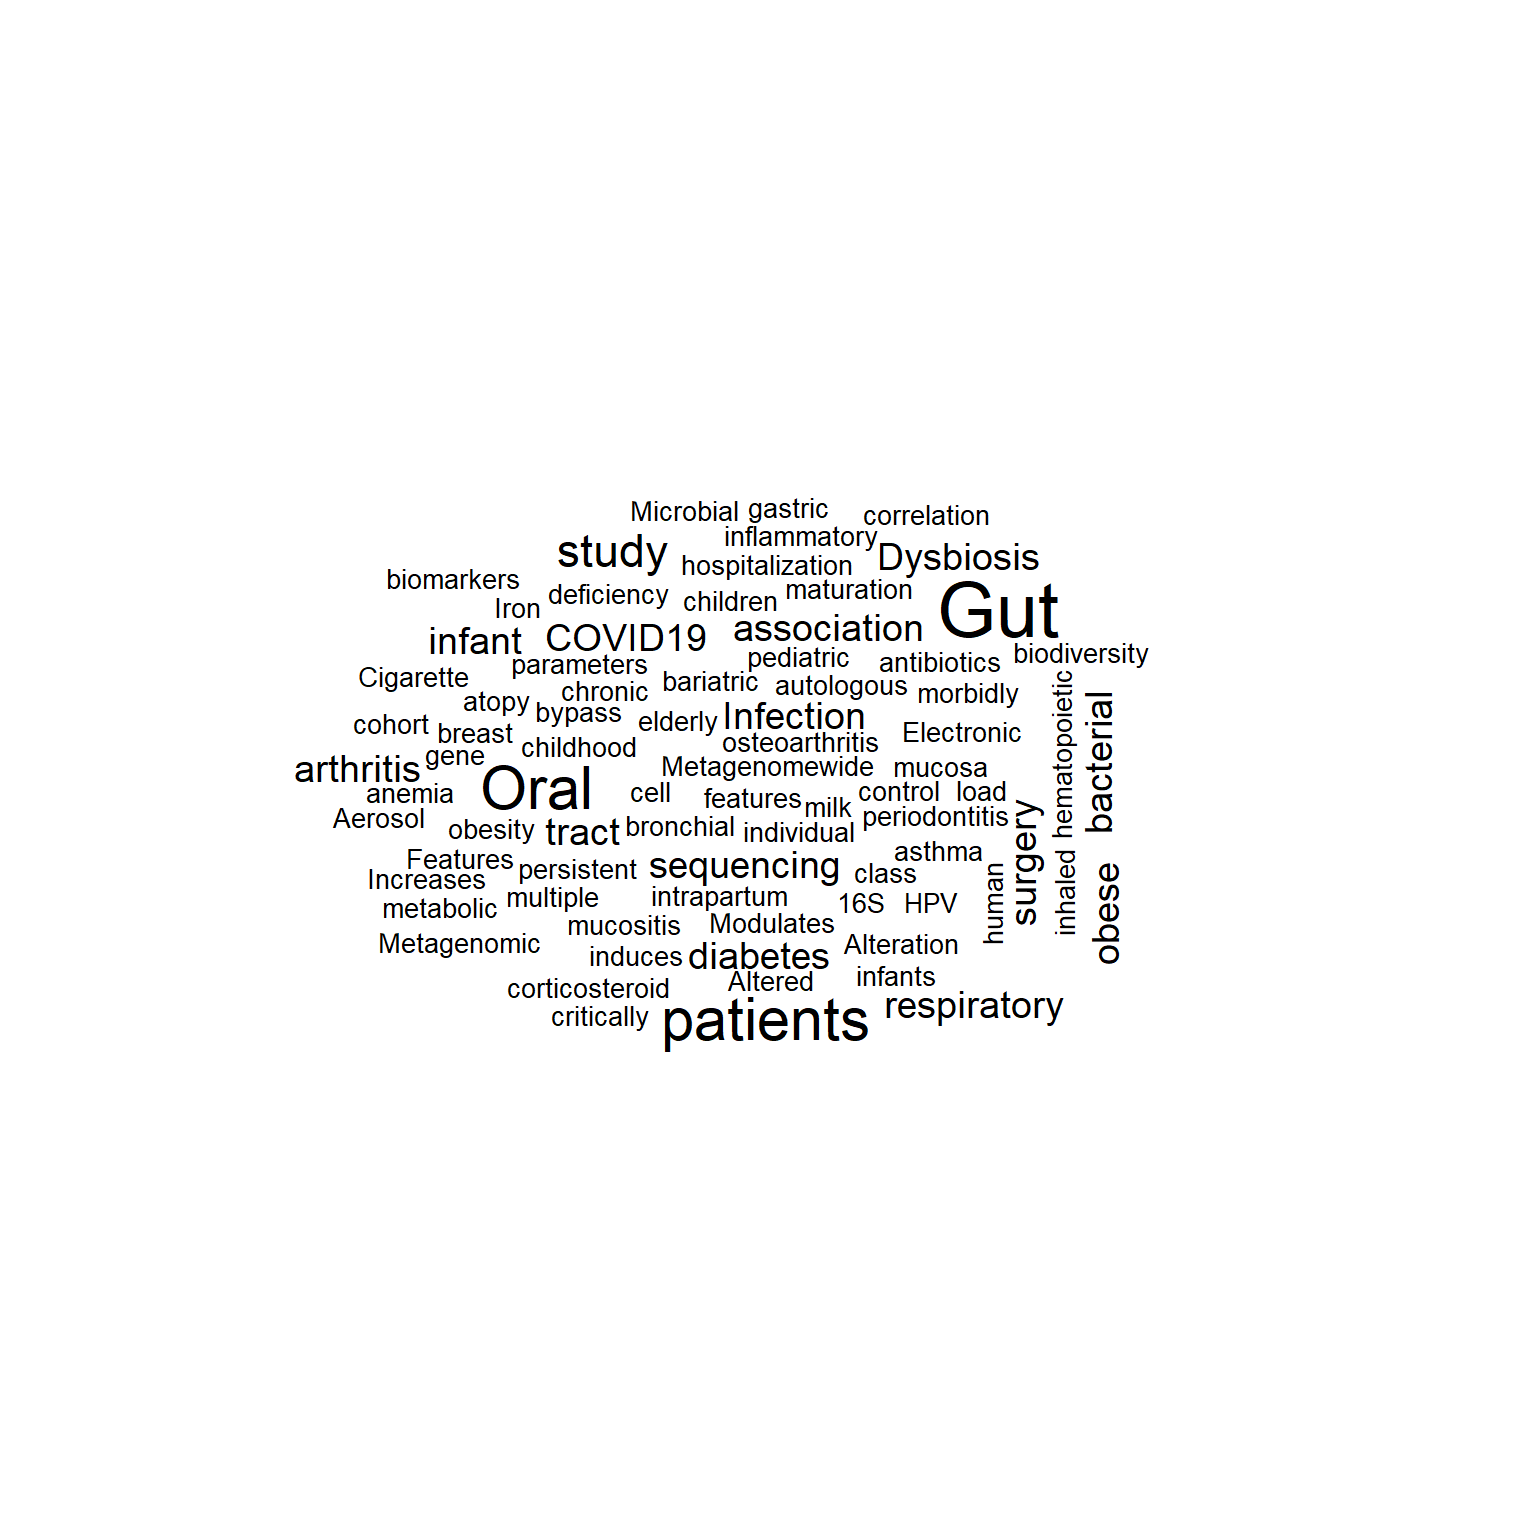 Microbial gastric correlation
inflammatory
study Dysbiosis
hospitalization
biomarkers
deficiency children maturation
Iron
Gut
infant COVID19 association
parameters pediatric antibiotics biodiversity
Cigarette
chronic bariatric autologous morbidly
atopy bypass
cohort breast elderly Infection Electronic
gene childhood osteoarthritis
arthritis Metagenomewide mucosa
anemia Oral cell features milk control load
Aerosol obesity tract bronchial individual periodontitis
hematopoietic
bacterial
surgery
Features persistent sequencing class asthma
Increases
metabolic multiple intrapartum 16S HPV
human
inhaled
obese
mucositis Modulates
Metagenomic induces diabetes Alteration
corticosteroid Altered infants
critically patients respiratory